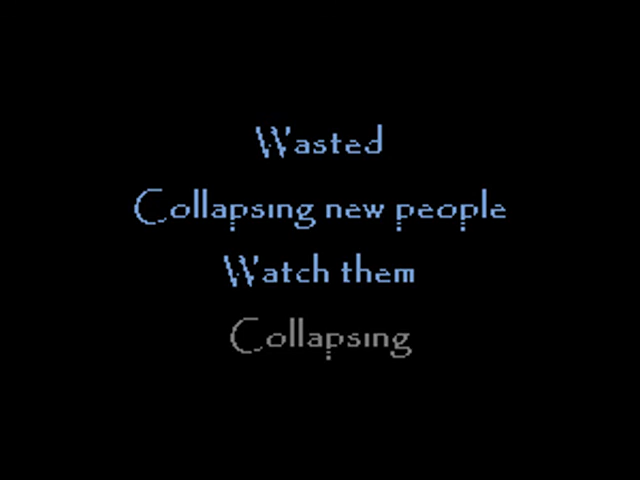 Wasted
Collapsing new people
Watch them
Collapsing